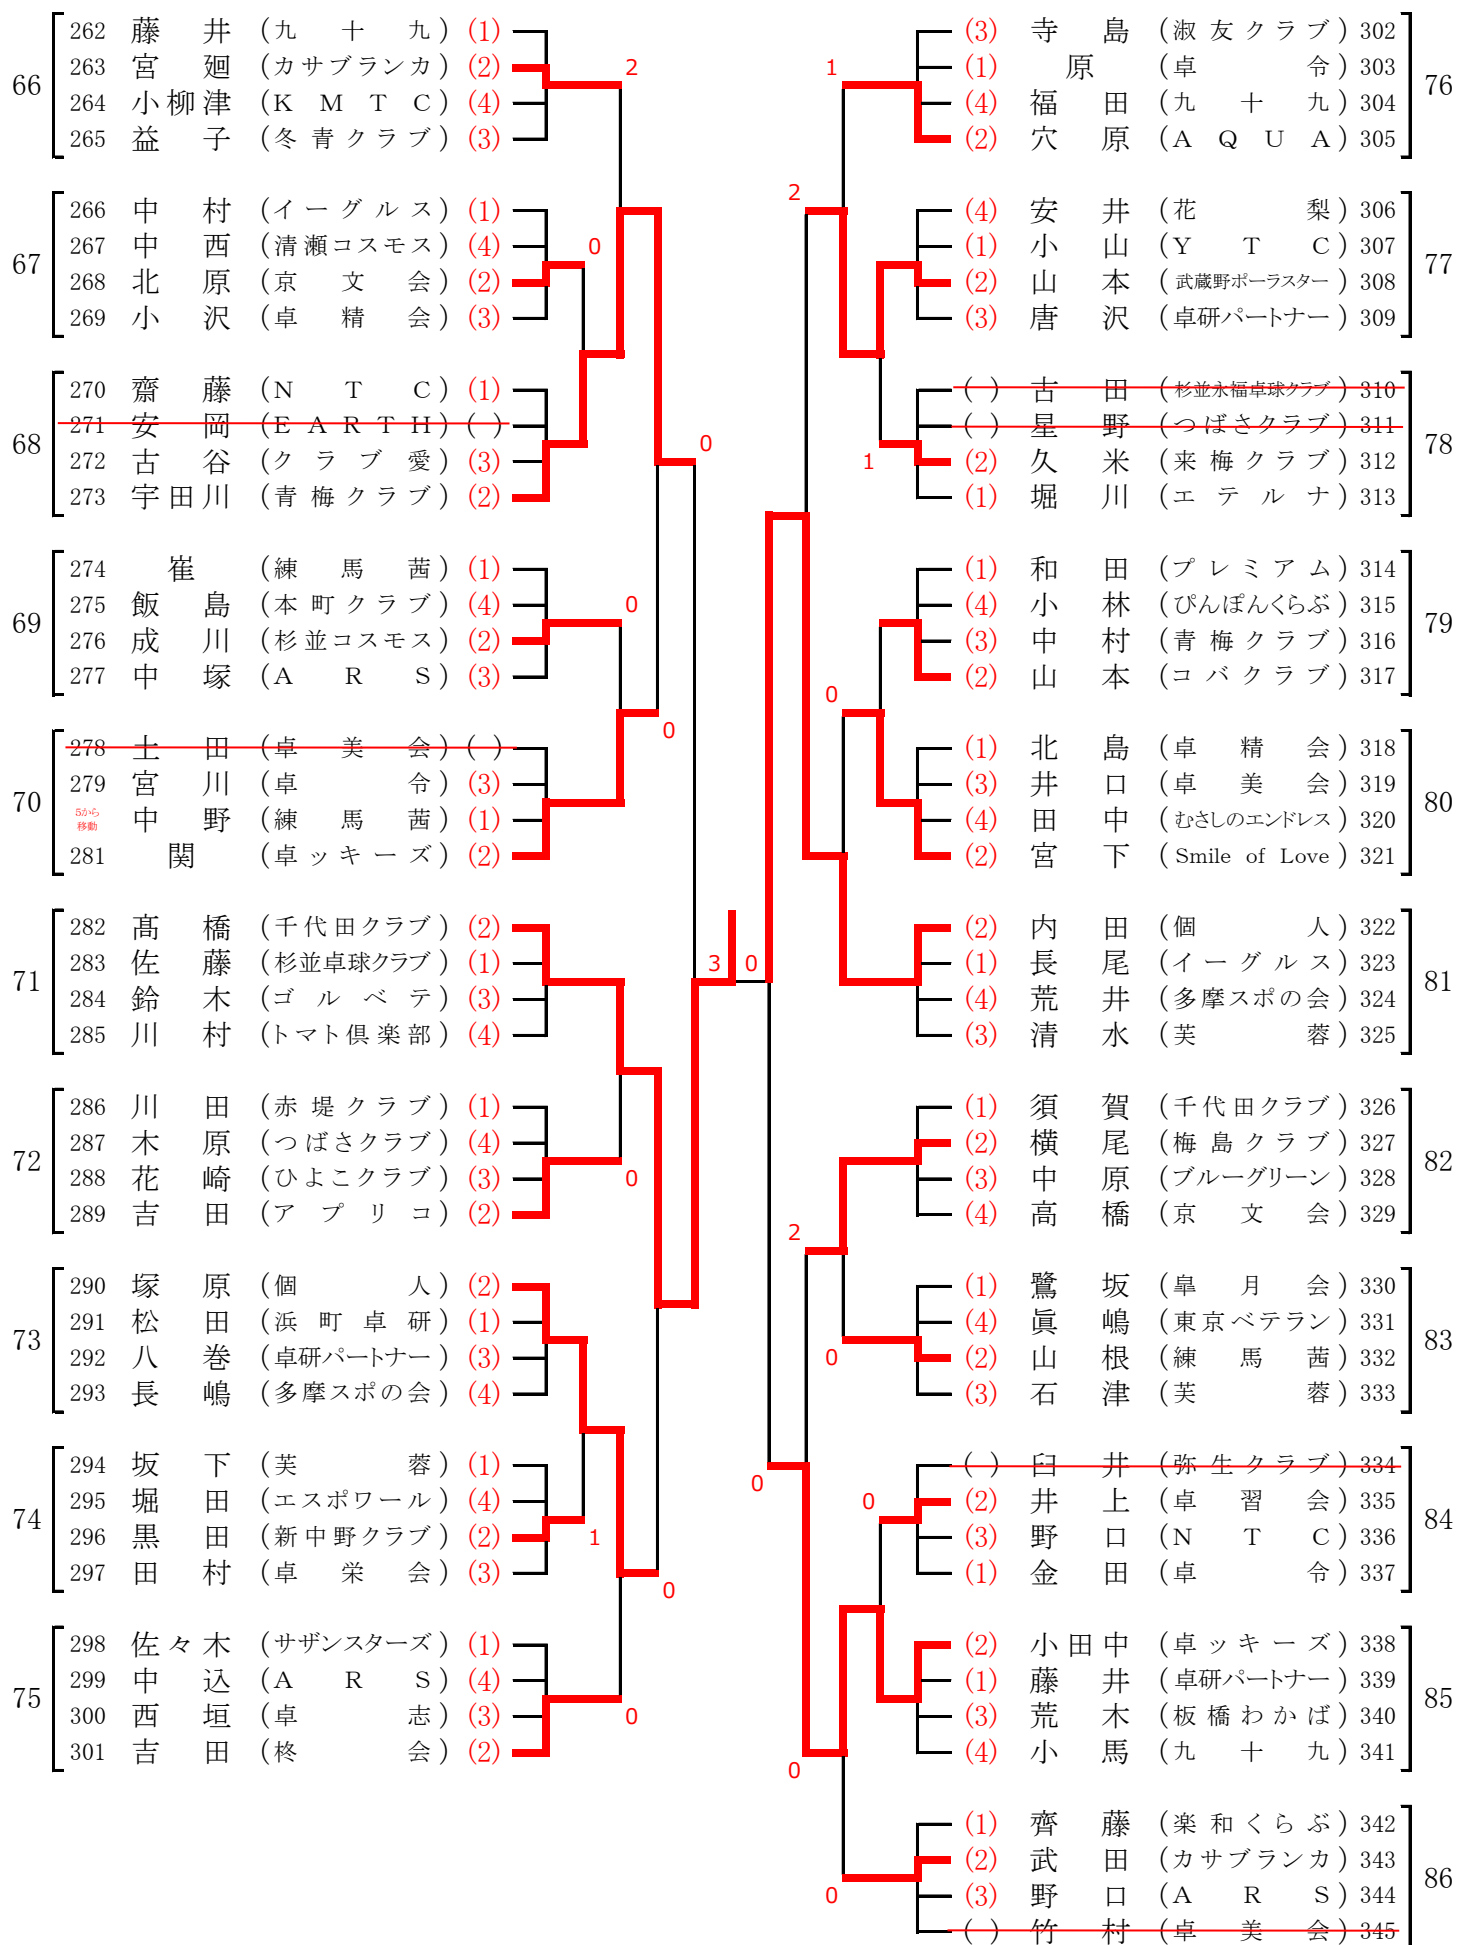 66
262 藤井 (九十九) (1)
263 宮廻 (カサブランカ) (2)
264 小柳津 (KMTC) (4)
265 益子 (冬青クラブ) (3)
2
67
266 中村 (イーグルス) (1)
267 中西 (清瀬コスモス) (4)
268 北原 (京文会) (2)
269 小沢 (卓精会) (3)
0
68
270 齋藤 (NTC) (1)
271 安岡 (EARTH) ( )
272 古谷 (クラブ愛) (3)
273 宇田川 (青梅クラブ) (2)
0
69
274 崔 (練馬茜) (1)
275 飯島 (本町クラブ) (4)
276 成川 (杉並コスモス) (2)
277 中塚 (ARS) (3)
0
0
70
278 土田 (卓美会) ( )
279 宮川 (卓令) (3)
5から移動 中野 (練馬茜) (1)
281 関 (卓ッキーズ) (2)
71
282 髙橋 (千代田クラブ) (2)
283 佐藤 (杉並卓球クラブ) (1)
284 鈴木 (ゴルベテ) (3)
285 川村 (トマト倶楽部) (4)
3 0
72
286 川田 (赤堤クラブ) (1)
287 木原 (つばさクラブ) (4)
288 花崎 (ひよこクラブ) (3)
289 吉田 (アプリコ) (2)
0
73
290 塚原 (個人) (2)
291 松田 (浜町卓研) (1)
292 八巻 (卓研パートナー) (3)
293 長嶋 (多摩スポの会) (4)
74
294 坂下 (芙蓉) (1)
295 堀田 (エスポワール) (4)
296 黒田 (新中野クラブ) (2)
297 田村 (卓栄会) (3)
1
0
75
298 佐々木 (サザンスターズ) (1)
299 中込 (ARS) (4)
300 西垣 (卓志) (3)
301 吉田 (柊会) (2)
0
1
(3) 寺島 (淑友クラブ) 302
(1) 原 (卓令) 303
(4) 福田 (九十九) 304
(2) 穴原 (AQUA) 305
76
2
(4) 安井 (花梨) 306
(1) 小山 (YTC) 307
(2) 山本 (武蔵野ポーラスター) 308
(3) 唐沢 (卓研パートナー) 309
77
( ) 古田 (杉並永福卓球クラブ) 310
( ) 星野 (つばさクラブ) 311
(2) 久米 (来梅クラブ) 312
(1) 堀川 (エテルナ) 313
78
1
(1) 和田 (プレミアム) 314
(4) 小林 (ぴんぽんくらぶ) 315
(3) 中村 (青梅クラブ) 316
(2) 山本 (コバクラブ) 317
79
0
(1) 北島 (卓精会) 318
(3) 井口 (卓美会) 319
(4) 田中 (むさしのエンドレス) 320
(2) 宮下 (Smile of Love) 321
80
(2) 内田 (個人) 322
(1) 長尾 (イーグルス) 323
(4) 荒井 (多摩スポの会) 324
(3) 清水 (芙蓉) 325
81
(1) 須賀 (千代田クラブ) 326
(2) 横尾 (梅島クラブ) 327
(3) 中原 (ブルーグリーン) 328
(4) 高橋 (京文会) 329
82
2
(1) 鷺坂 (皐月会) 330
(4) 眞嶋 (東京ベテラン) 331
(2) 山根 (練馬茜) 332
(3) 石津 (芙蓉) 333
83
0
0
( ) 臼井 (弥生クラブ) 334
(2) 井上 (卓習会) 335
(3) 野口 (NTC) 336
(1) 金田 (卓令) 337
84
0
(2) 小田中 (卓ッキーズ) 338
(1) 藤井 (卓研パートナー) 339
(3) 荒木 (板橋わかば) 340
(4) 小馬 (九十九) 341
85
0
(1) 齊藤 (楽和くらぶ) 342
(2) 武田 (カサブランカ) 343
(3) 野口 (ARS) 344
( ) 竹村 (卓美会) 345
86
0